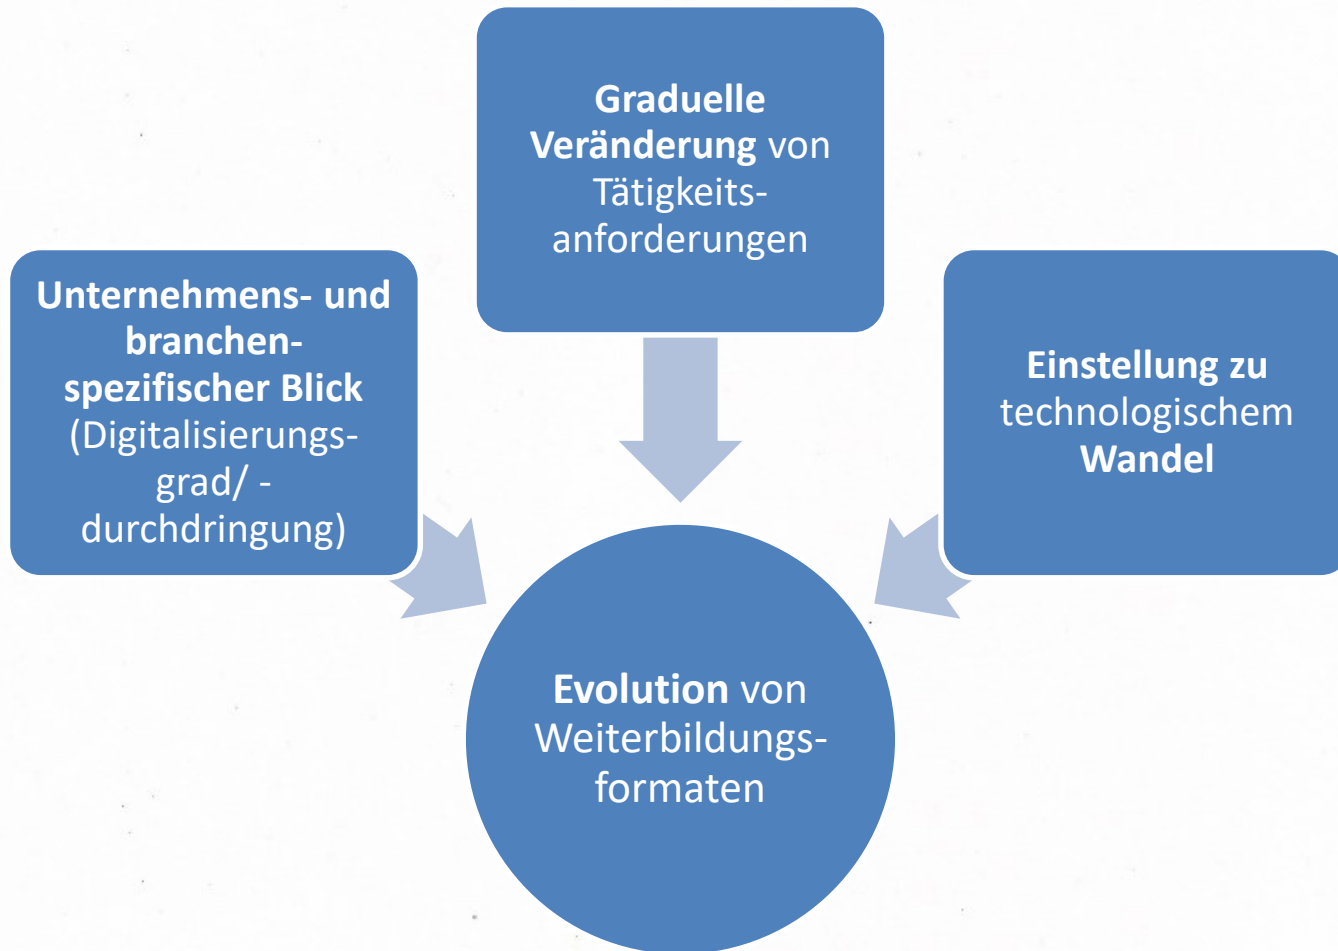 Graduelle
Veränderung von
Tätigkeits-
anforderungen
Unternehmens- und
branchen-
spezifischer Blick
(Digitalisierungs-
grad/ -
durchdringung)
Einstellung zu
technologischem
Wandel
Evolution von
Weiterbildungs-
formaten